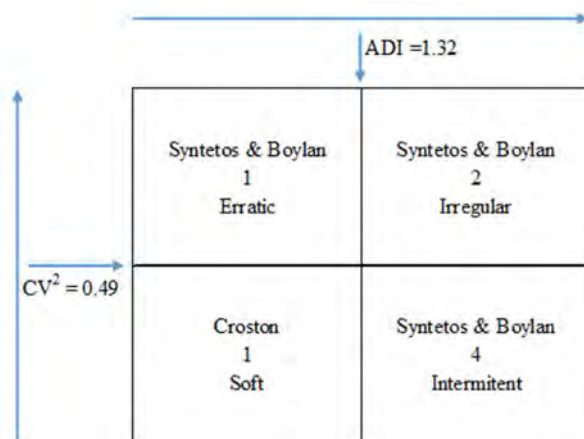 ADI =1.32
Syntetos & Boylan
1
Erratic
Syntetos & Boylan
2
Irregular
CV² = 0.49
Croston
1
Soft
Syntetos & Boylan
4
Intermitent